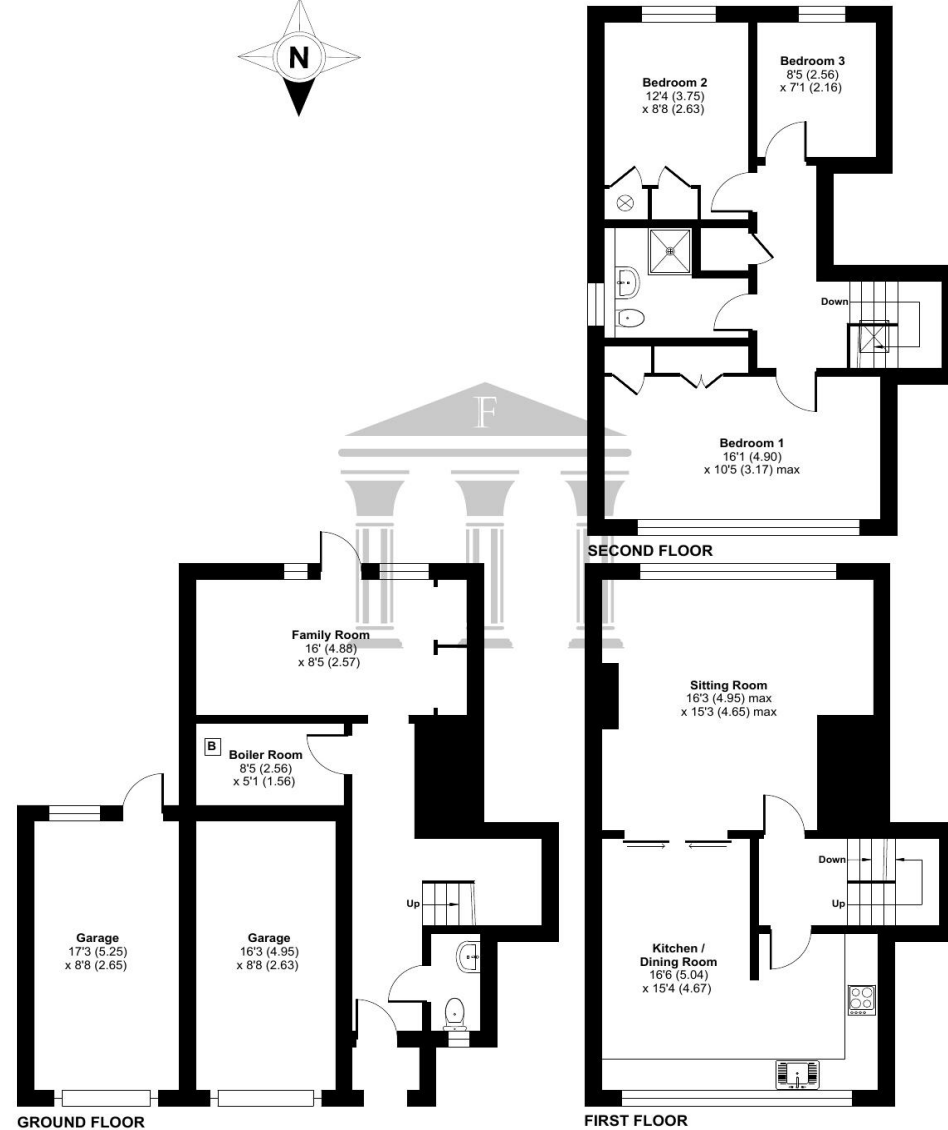 N
Bedroom 2
12'4 (3.75)
x 8'8 (2.63)
Bedroom 3
8'5 (2.56)
x 7'1 (2.16)
Down
Bedroom 1
16'1 (4.90)
x 10'5 (3.17) max
SECOND FLOOR
F
Family Room
16' (4.88)
x 8'5 (2.57)
B
Boiler Room
8'5 (2.56)
x 5'1 (1.56)
Up
Garage
17'3 (5.25)
x 8'8 (2.65)
Garage
16'3 (4.95)
x 8'8 (2.63)
GROUND FLOOR
Sitting Room
16'3 (4.95) max
x 15'3 (4.65) max
Down
Up
Kitchen /
Dining Room
16'6 (5.04)
x 15'4 (4.67)
FIRST FLOOR